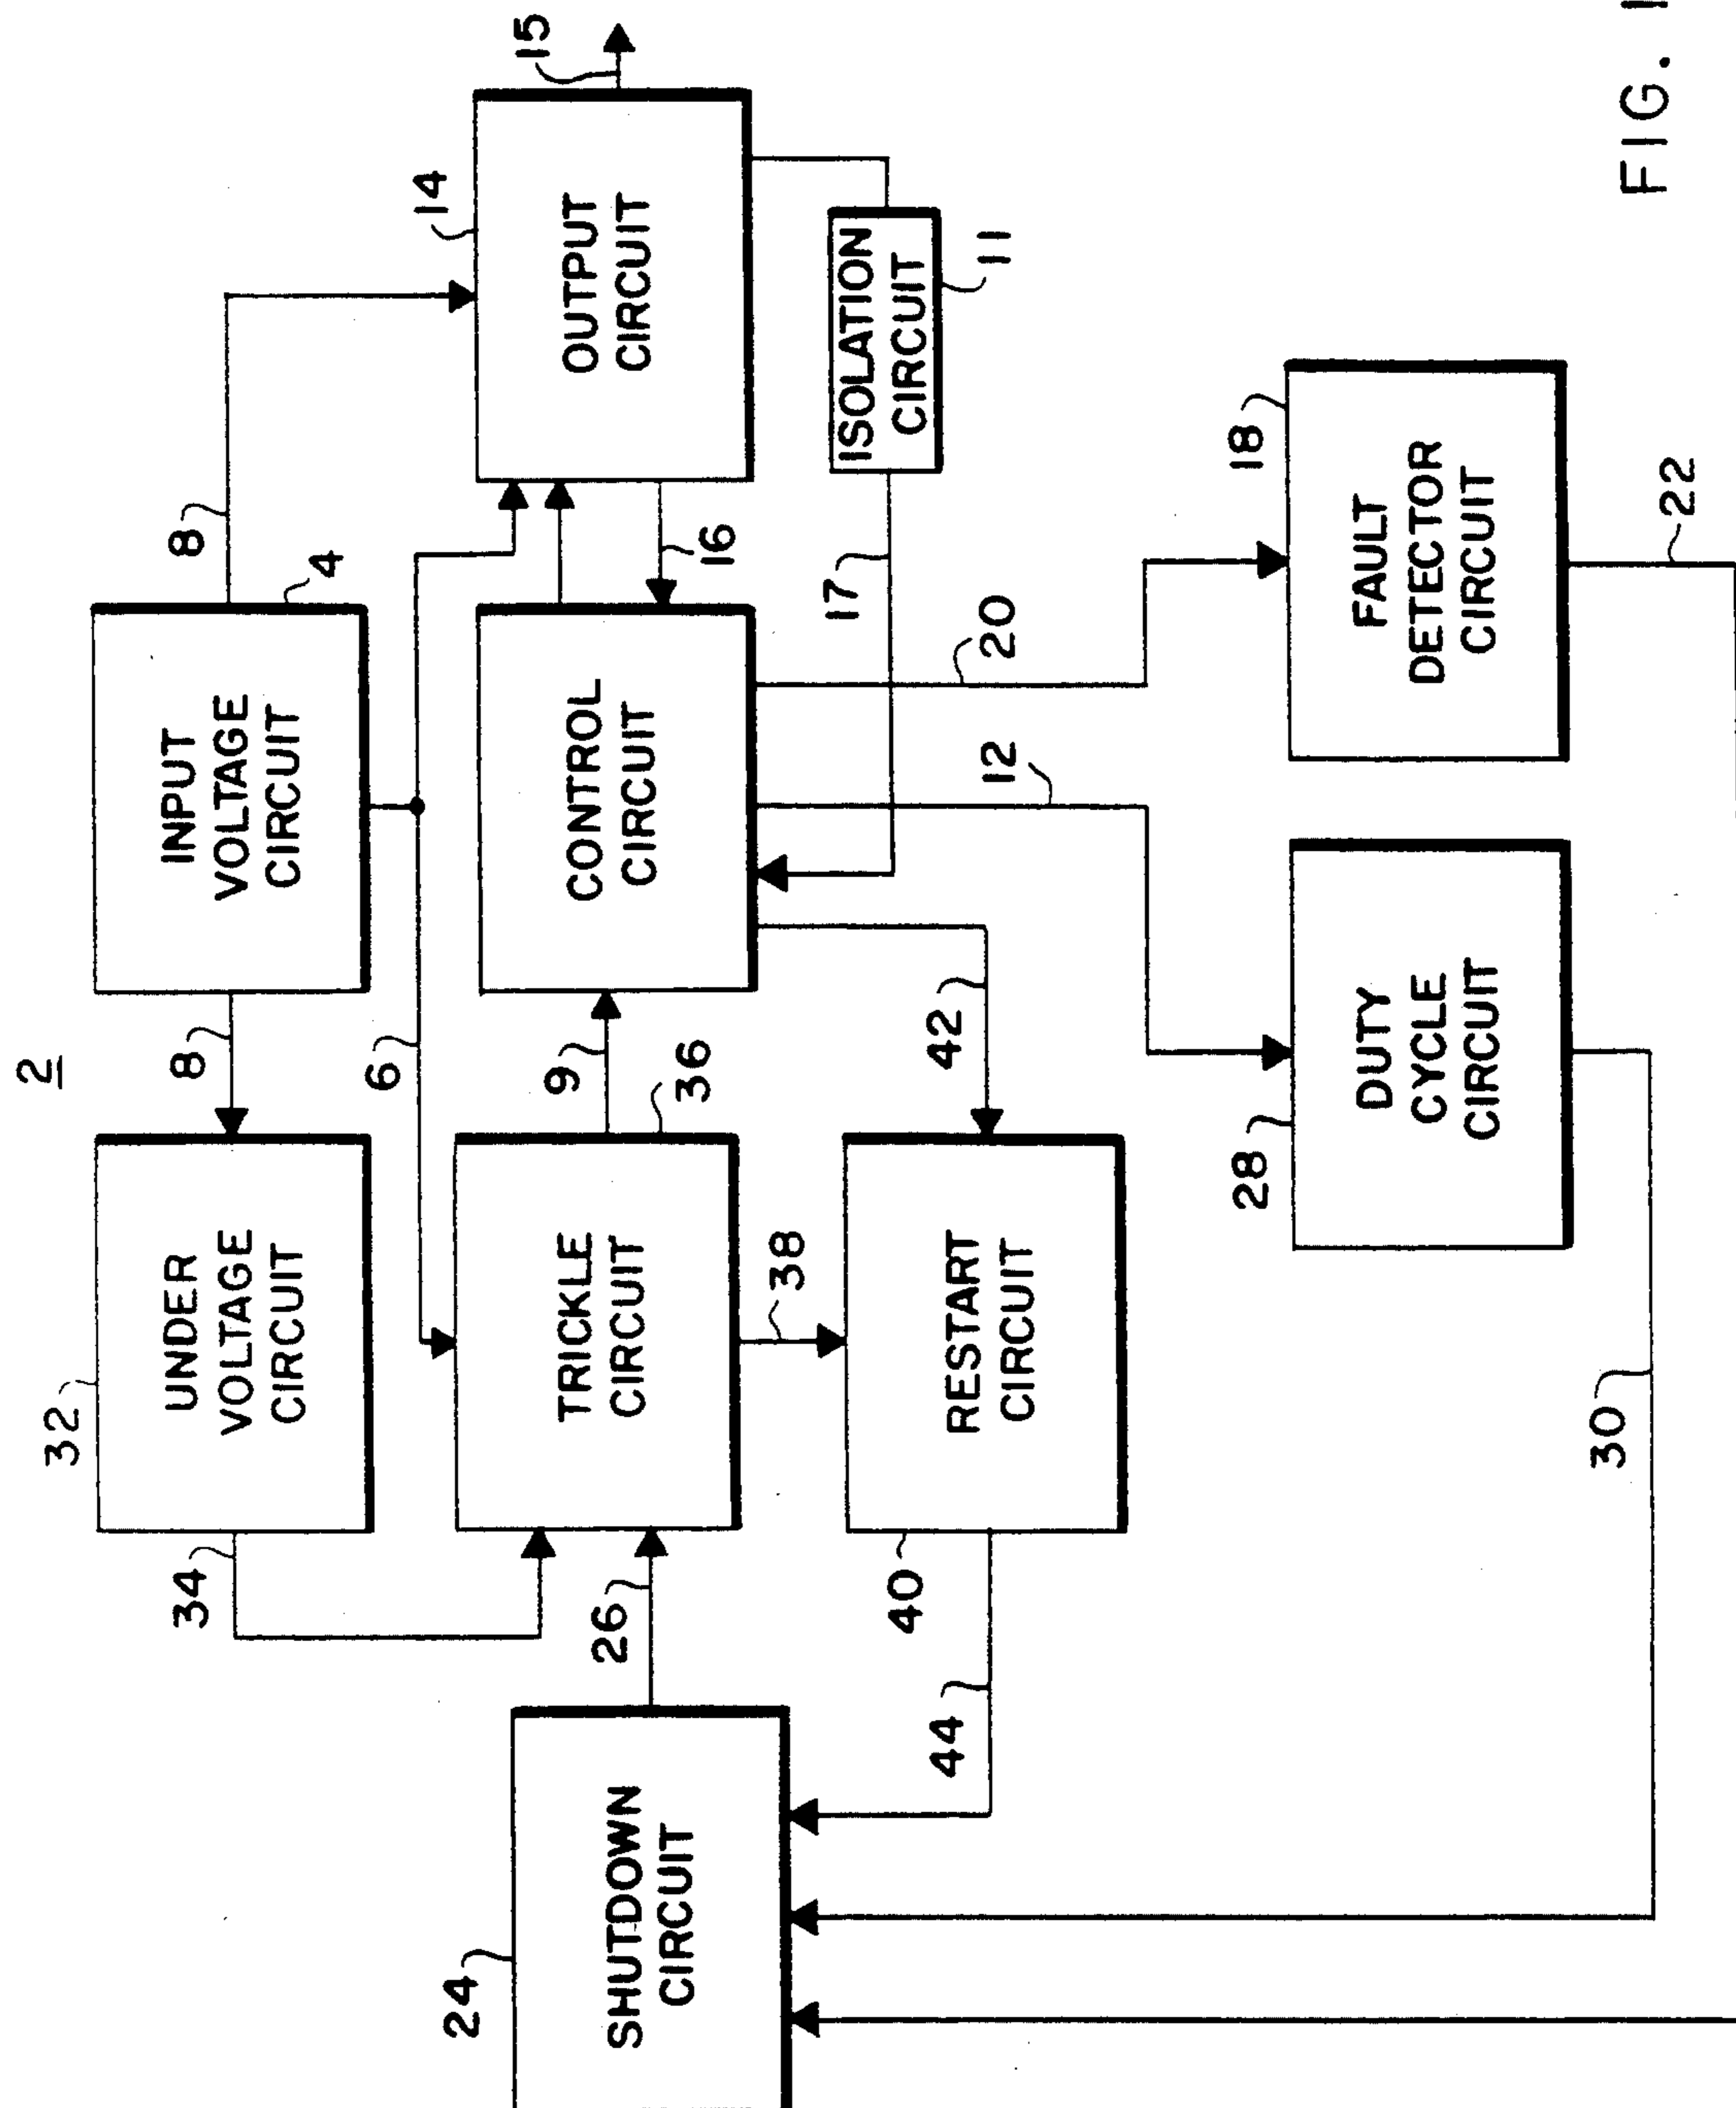 2
32
UNDER
VOLTAGE
CIRCUIT
8
INPUT
VOLTAGE
CIRCUIT
4
8
34
6
14
24
SHUTDOWN
CIRCUIT
26
TRICKLE
CIRCUIT
36
9
CONTROL
CIRCUIT
16
OUTPUT
CIRCUIT
15
38
40
RESTART
CIRCUIT
44
42
17
ISOLATION
CIRCUIT
11
12
20
28
DUTY
CYCLE
CIRCUIT
18
FAULT
DETECTOR
CIRCUIT
30
22
FIG. 1